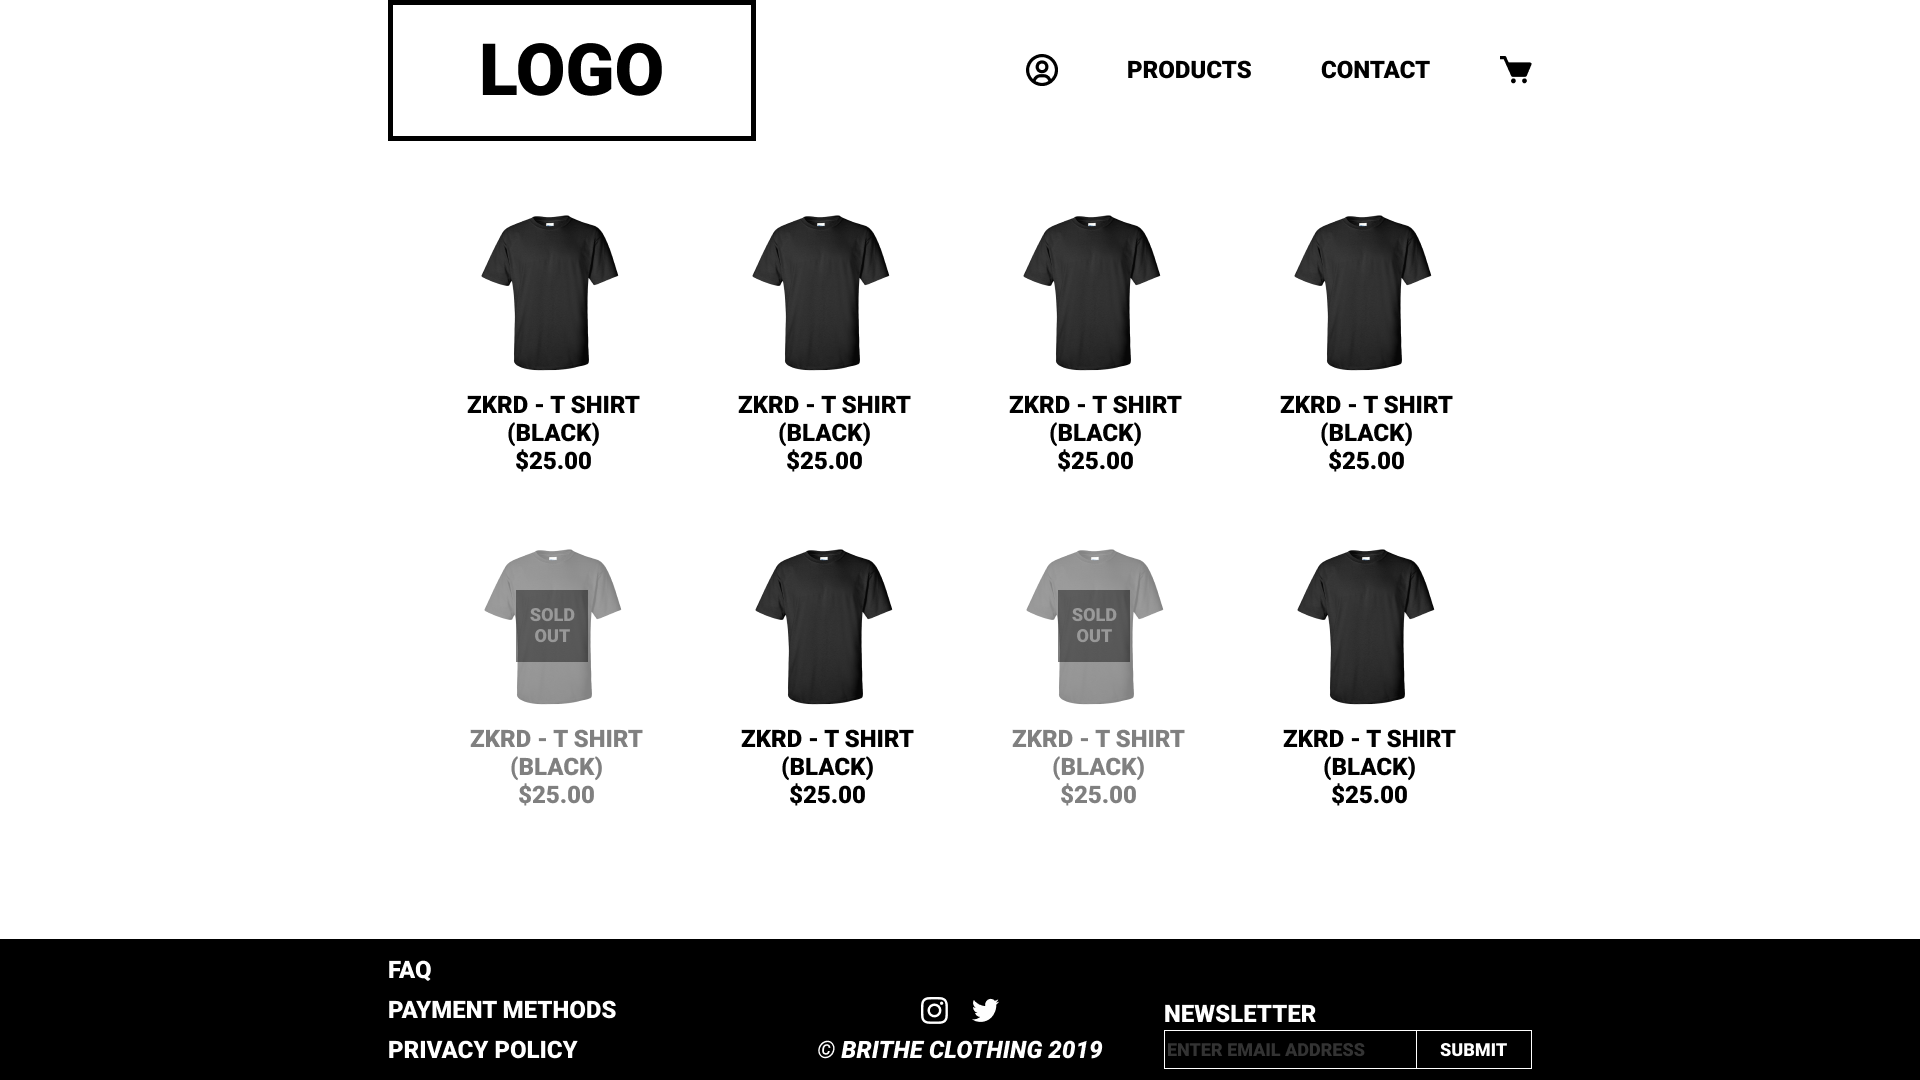 LOGO
PRODUCTS
CONTACT
ZKRD - T SHIRT
(BLACK)
$25.00
ZKRD - T SHIRT
(BLACK)
$25.00
ZKRD - T SHIRT
(BLACK)
$25.00
ZKRD - T SHIRT
(BLACK)
$25.00
SOLD
OUT
ZKRD - T SHIRT
(BLACK)
$25.00
ZKRD - T SHIRT
(BLACK)
$25.00
SOLD
OUT
ZKRD - T SHIRT
(BLACK)
$25.00
ZKRD - T SHIRT
(BLACK)
$25.00
FAQ
PAYMENT METHODS
PRIVACY POLICY
© BRITHE CLOTHING 2019
NEWSLETTER
ENTER EMAIL ADDRESS
SUBMIT